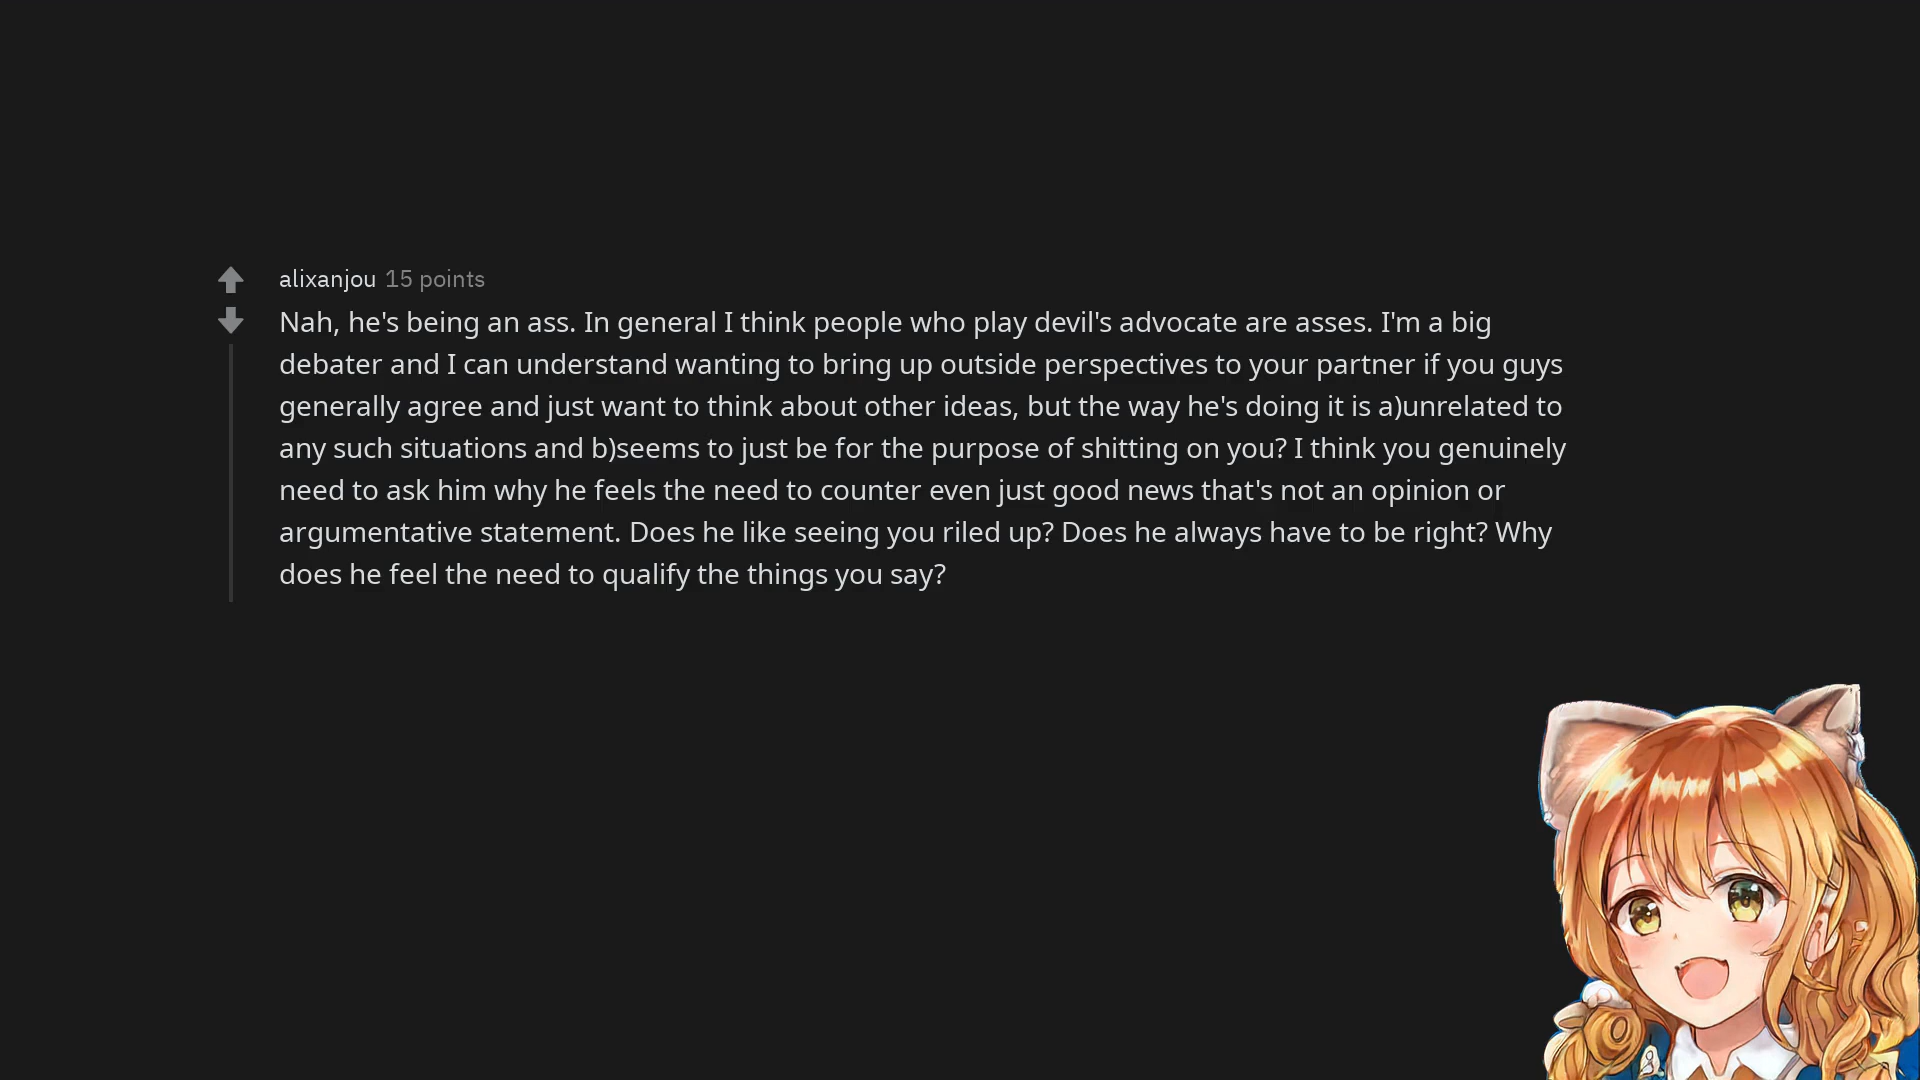 alixanjou 15 points
Nah, he's being an ass. In general I think people who play devil's advocate are asses. I'm a big
debater and I can understand wanting to bring up outside perspectives to your partner if you guys
generally agree and just want to think about other ideas, but the way he's doing it is a)unrelated to
any such situations and b)seems to just be for the purpose of shitting on you? I think you genuinely
need to ask him why he feels the need to counter even just good news that's not an opinion or
argumentative statement. Does he like seeing you riled up? Does he always have to be right? Why
does he feel the need to qualify the things you say?